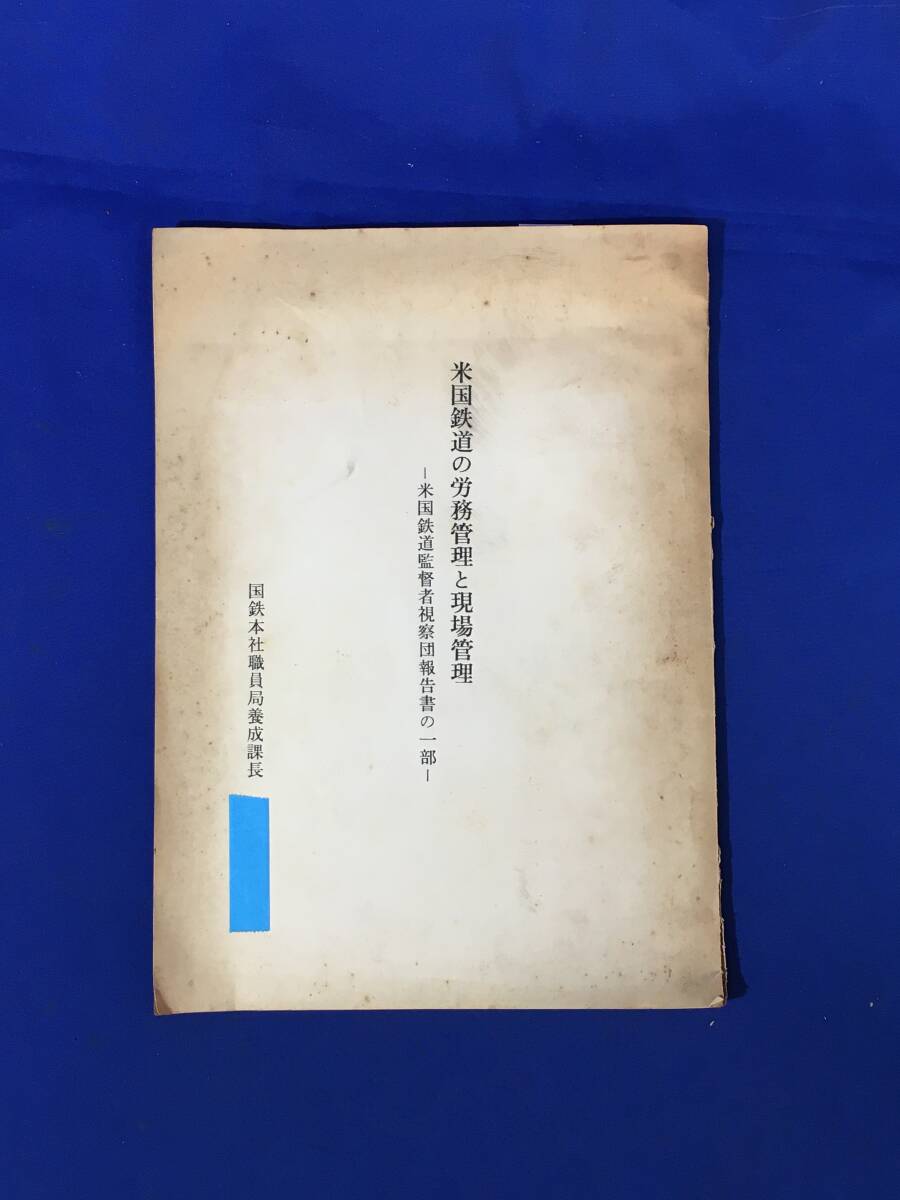 米国鉄道の労務管理と現場管理
－米国鉄道監督者視察団報告書の一部－
国鉄本社職員局養成課長